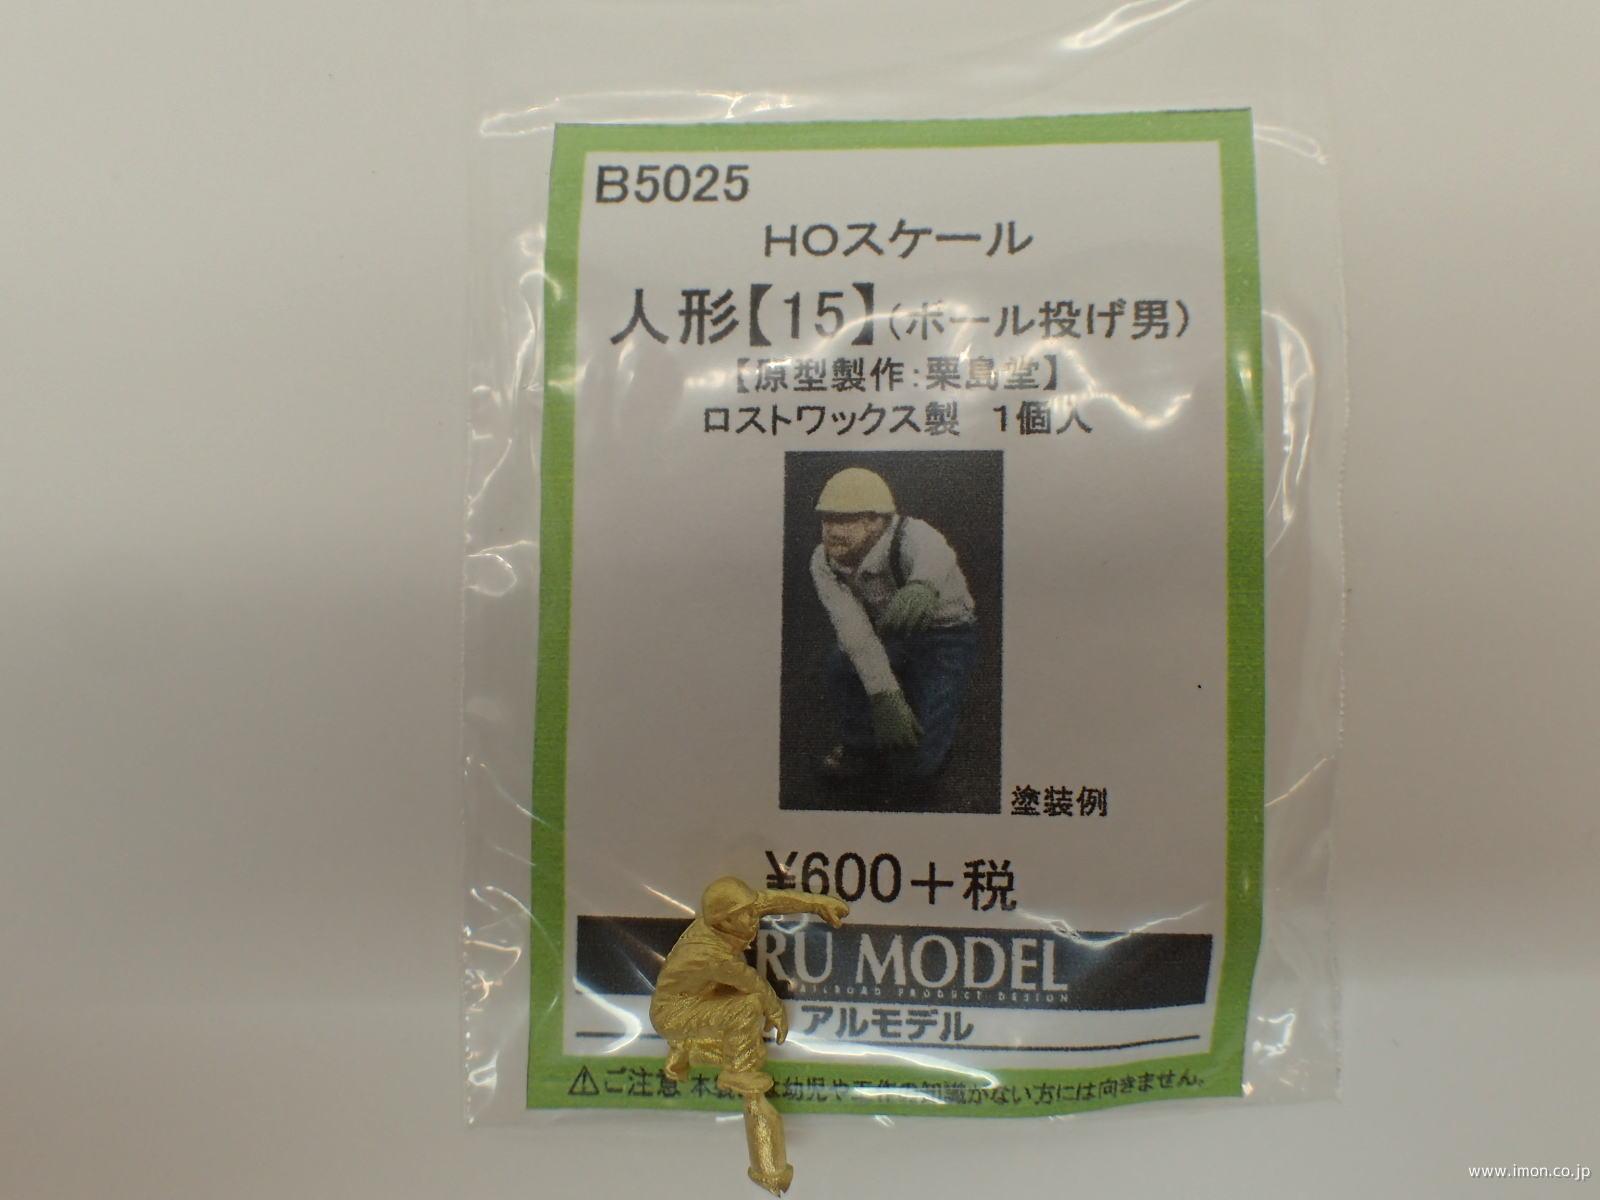 B5025
HOスケール
人形【15】(ボール投げ男)
【原型製作:栗島堂】
ロストワックス製 1個入
塗装例
¥600+税
RU MODEL
RAILROAD PRODUCT DESIGN
アルモデル
⚠ご注意 本製 は幼児や工作の知識がない方には向きません。
www.imon.co.jp